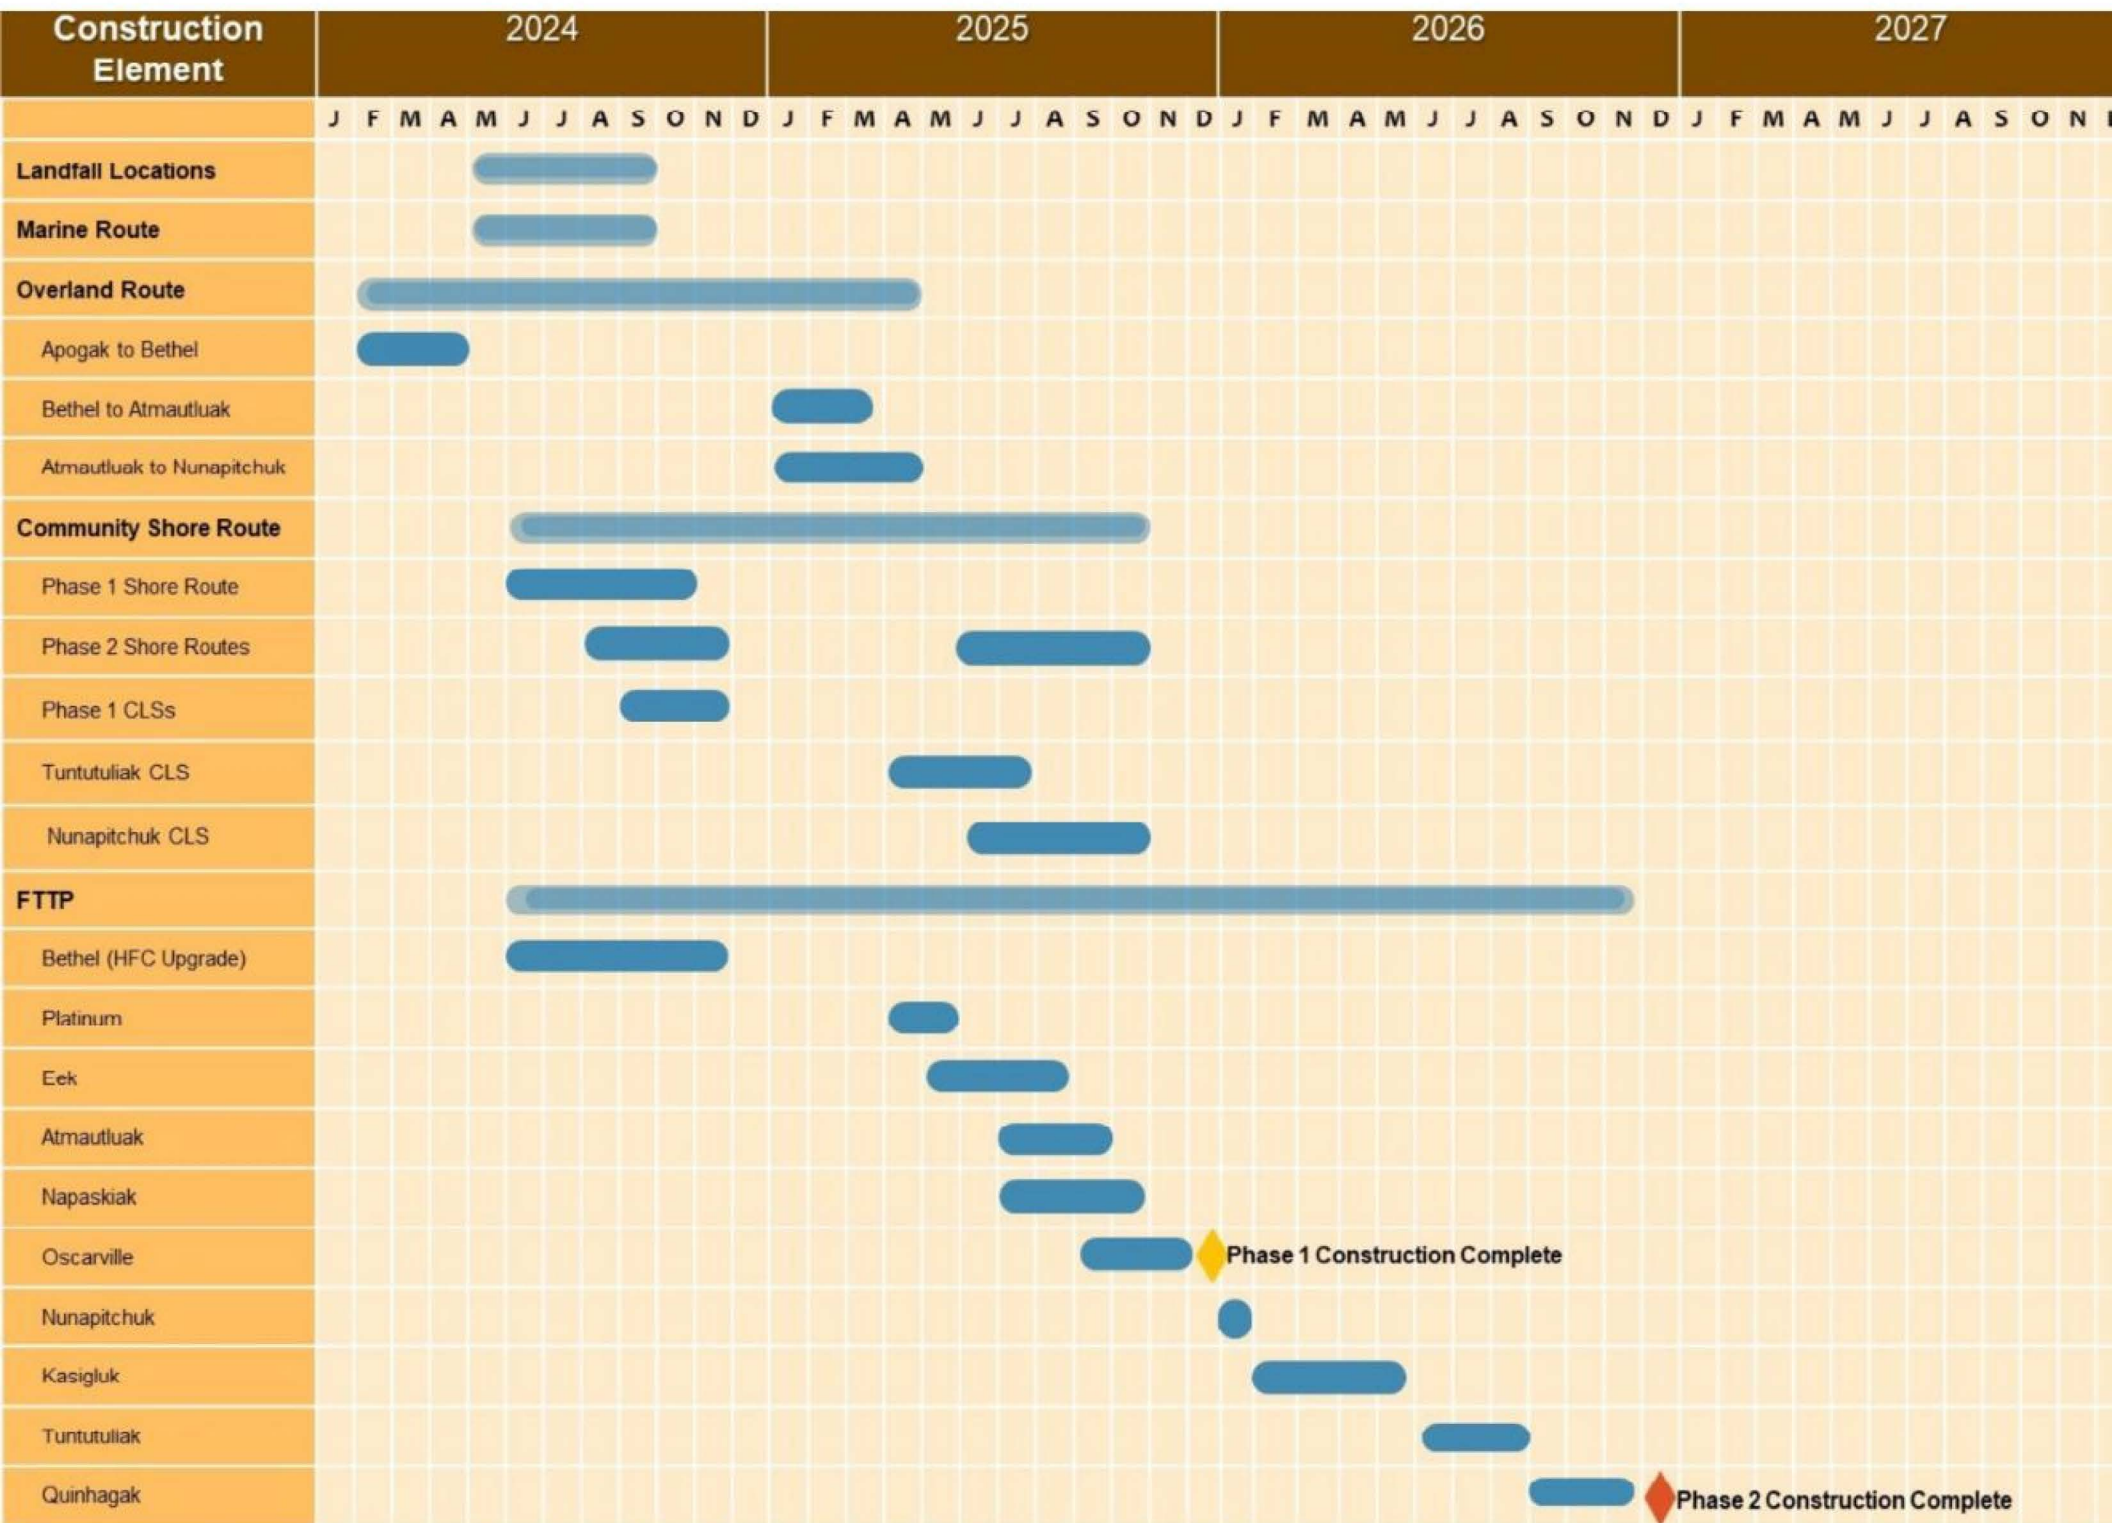 Construction
Element
2024
2025
2026
2027
J F M A M J J A S O N D J F M A M J J A S O N D J F M A M J J A S O N D J F M A M J J A S O N
Landfall Locations
Marine Route
Overland Route
Apogak to Bethel
Bethel to Atmautluak
Atmautluak to Nunapitchuk
Community Shore Route
Phase 1 Shore Route
Phase 2 Shore Routes
Phase 1 CLSs
Tuntutuliak CLS
Nunapitchuk CLS
FTTP
Bethel (HFC Upgrade)
Platinum
Eek
Atmautluak
Napaskiak
Oscarville
Phase 1 Construction Complete
Nunapitchuk
Kasigluk
Tuntutuliak
Quinhagak
Phase 2 Construction Complete